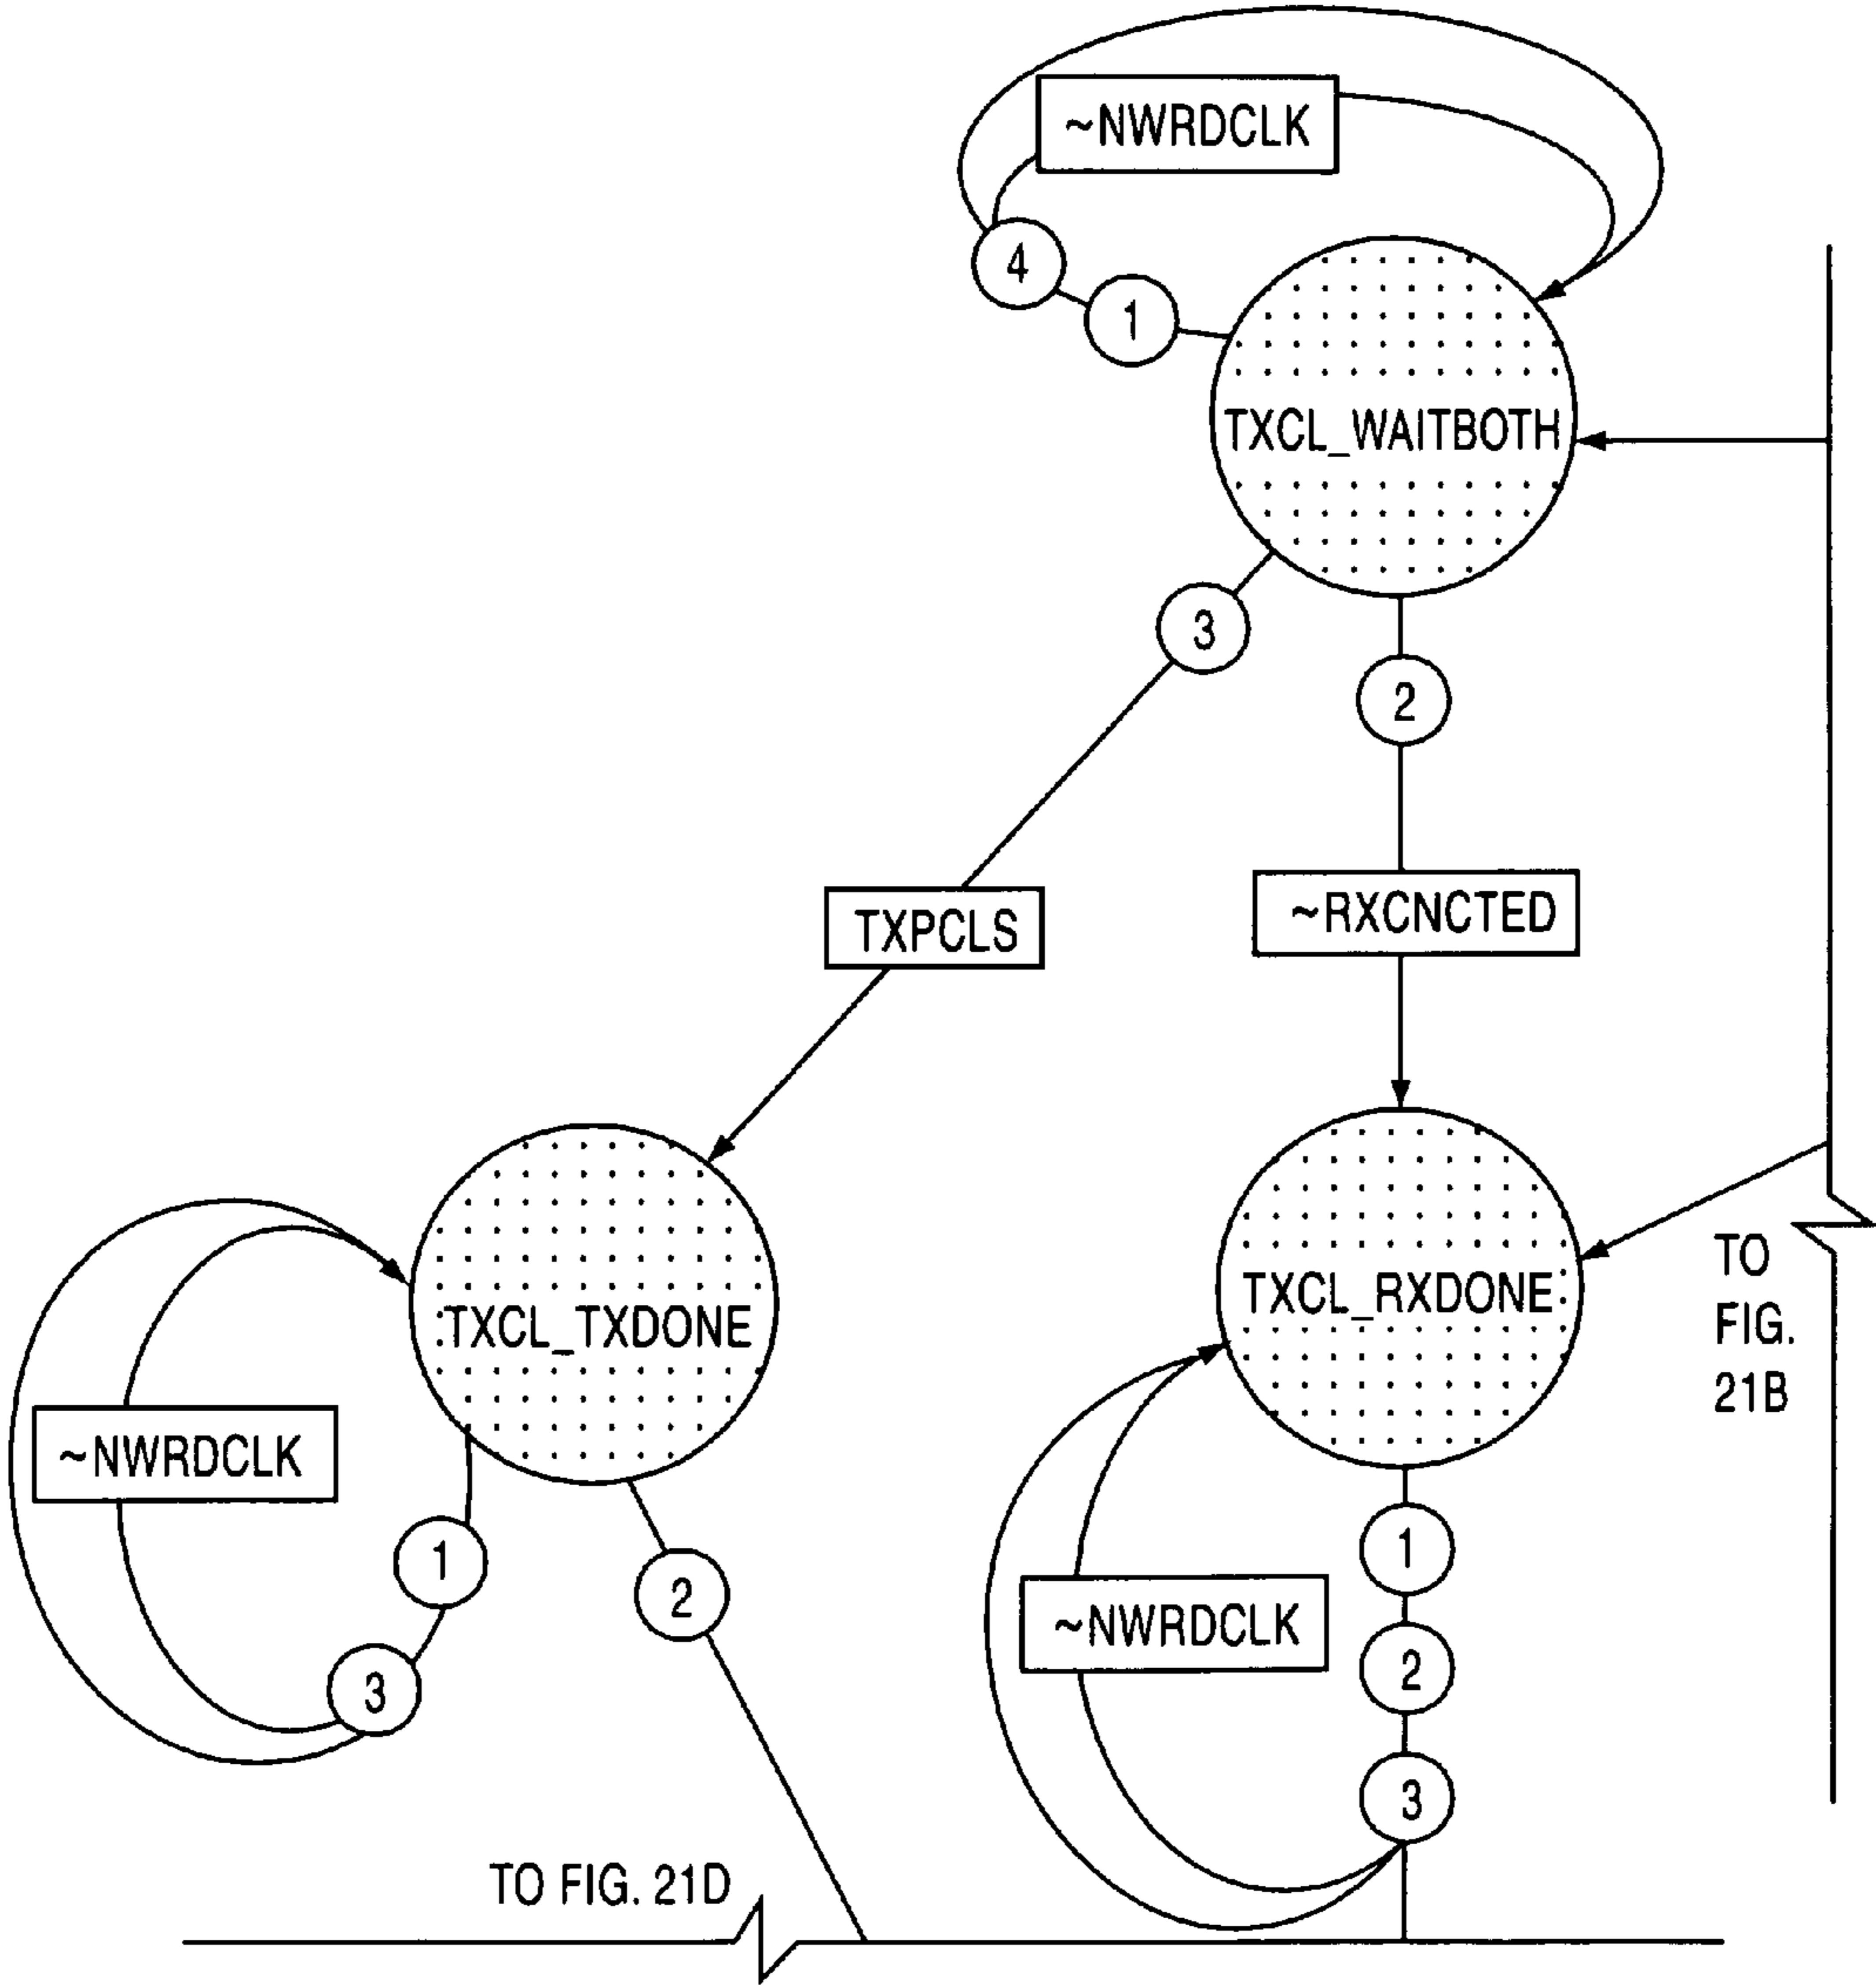 ~NWRDCLK
4
1
TXCL_WAITBOTH
3
2
TXPCLS
~RXCNCTED
TXCL_TXDONE
TXCL_RXDONE
TO
FIG.
21B
~NWRDCLK
1
2
3
~NWRDCLK
1
2
3
TO FIG. 21D